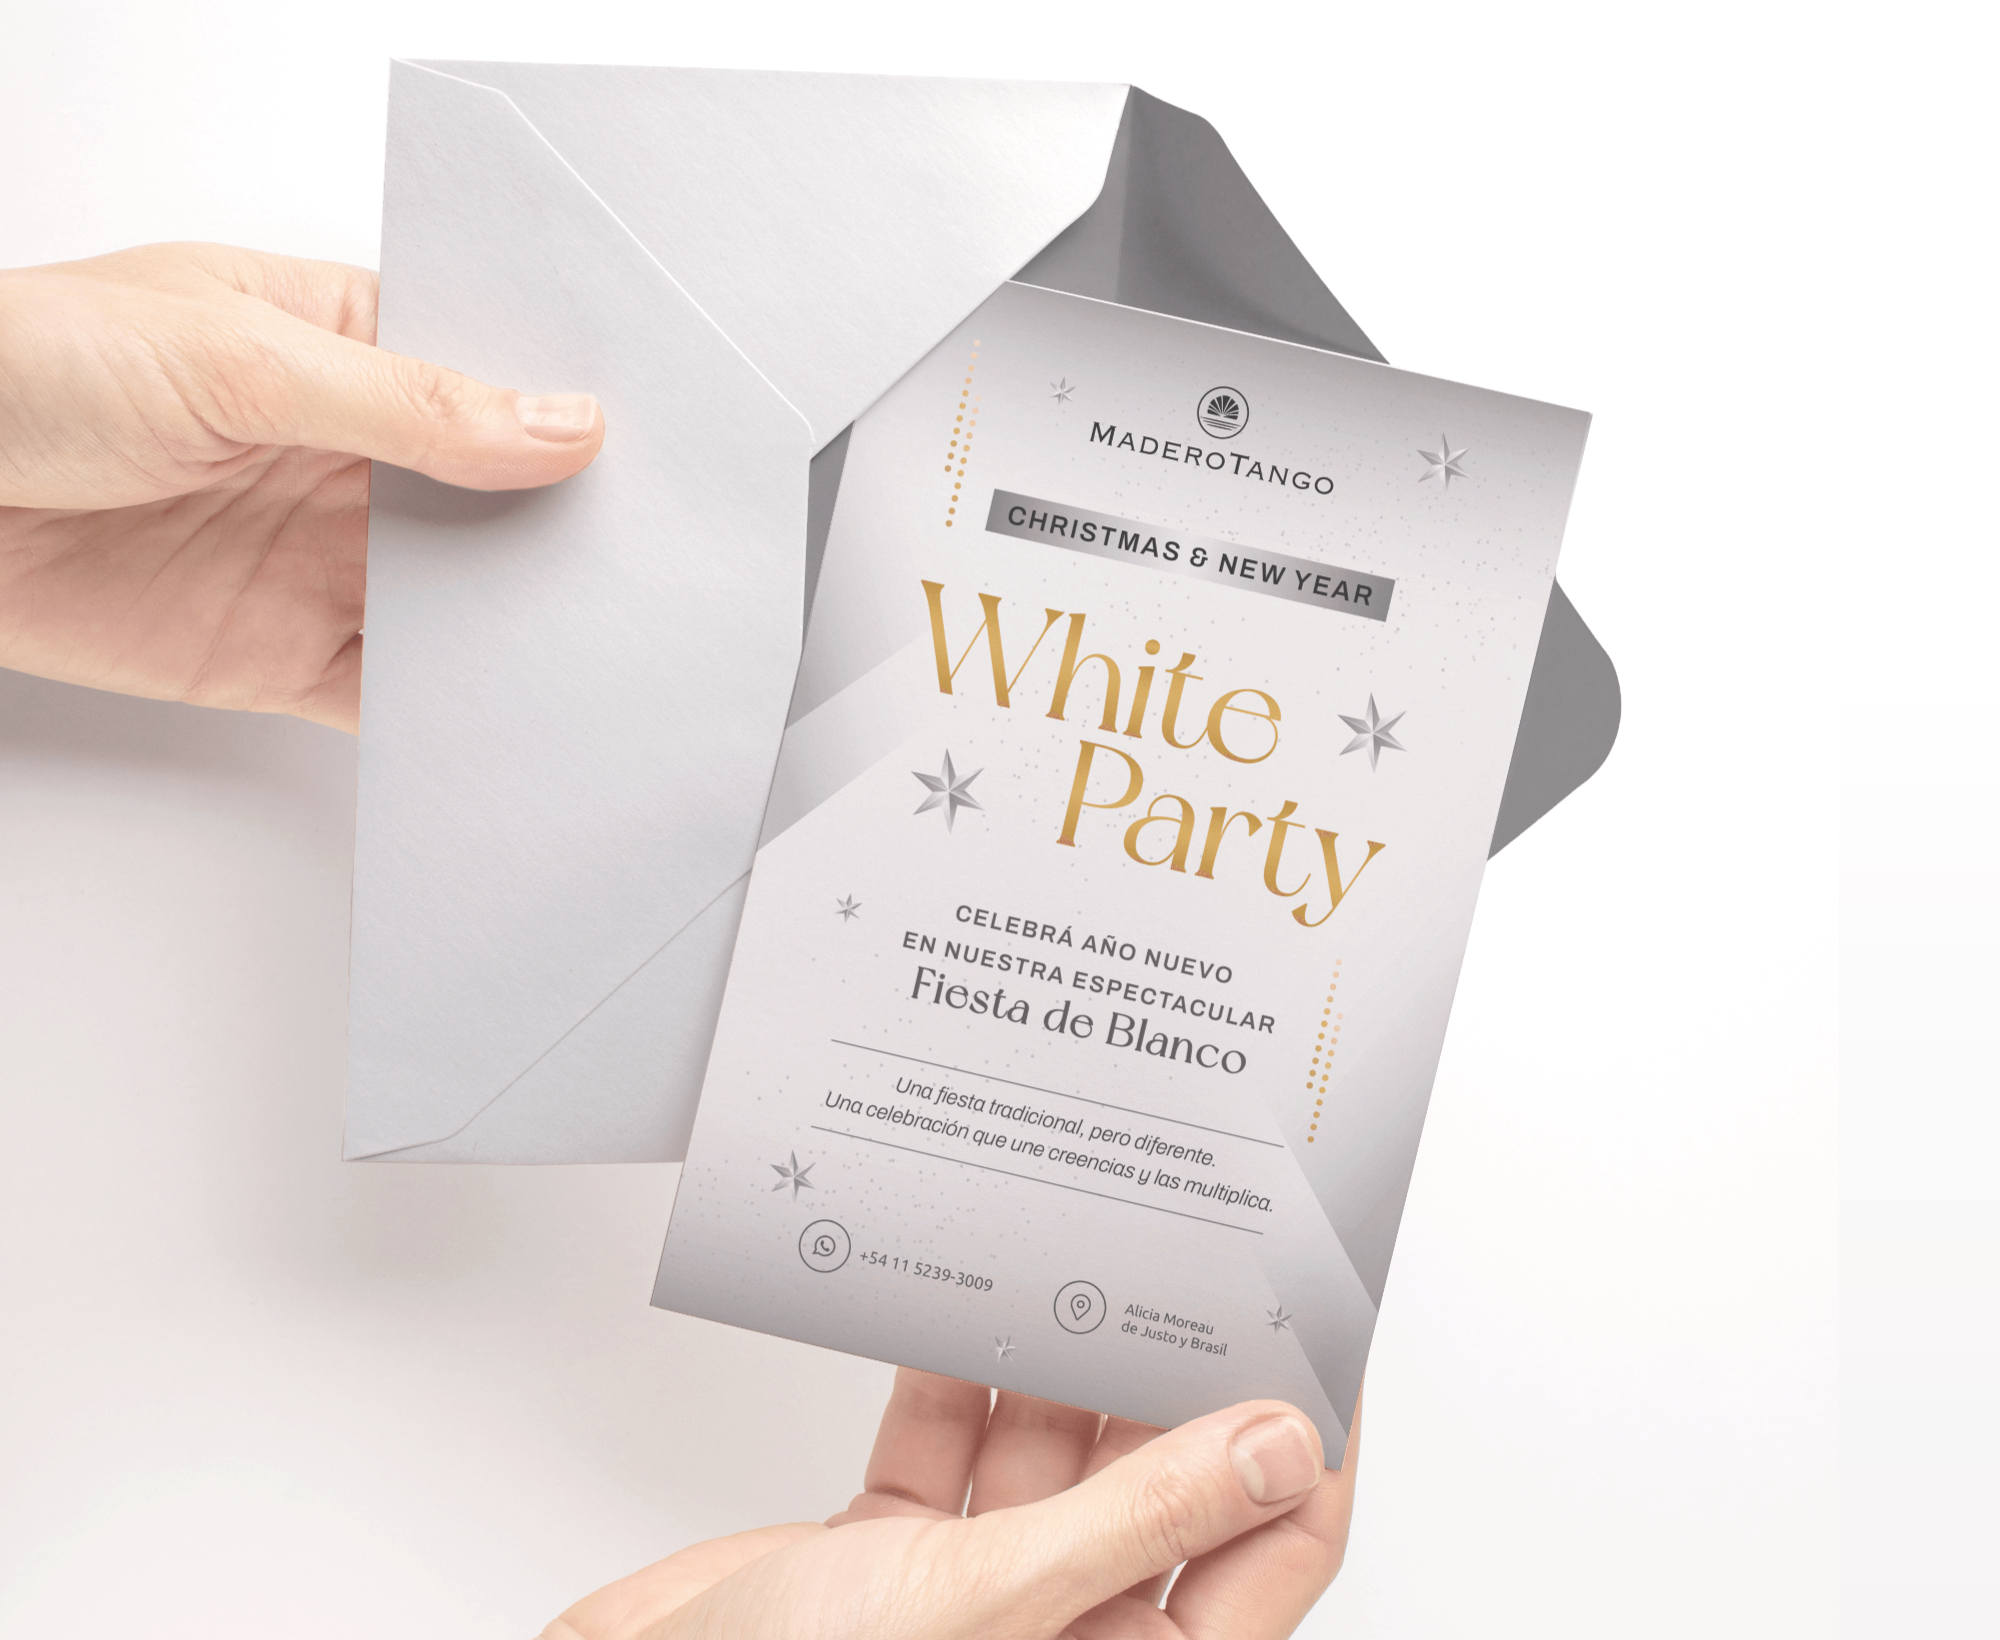 MADEROTANGO
CHRISTMAS & NEW YEAR
White
Party
CELEBRÁ AÑO NUEVO
EN NUESTRA ESPECTACULAR
Fiesta de Blanco
Una fiesta tradicional, pero diferente.
Una celebración que une creencias y las multiplica.
+54 11 5239-3009
Alicia Moreau
de Justo y Brasil